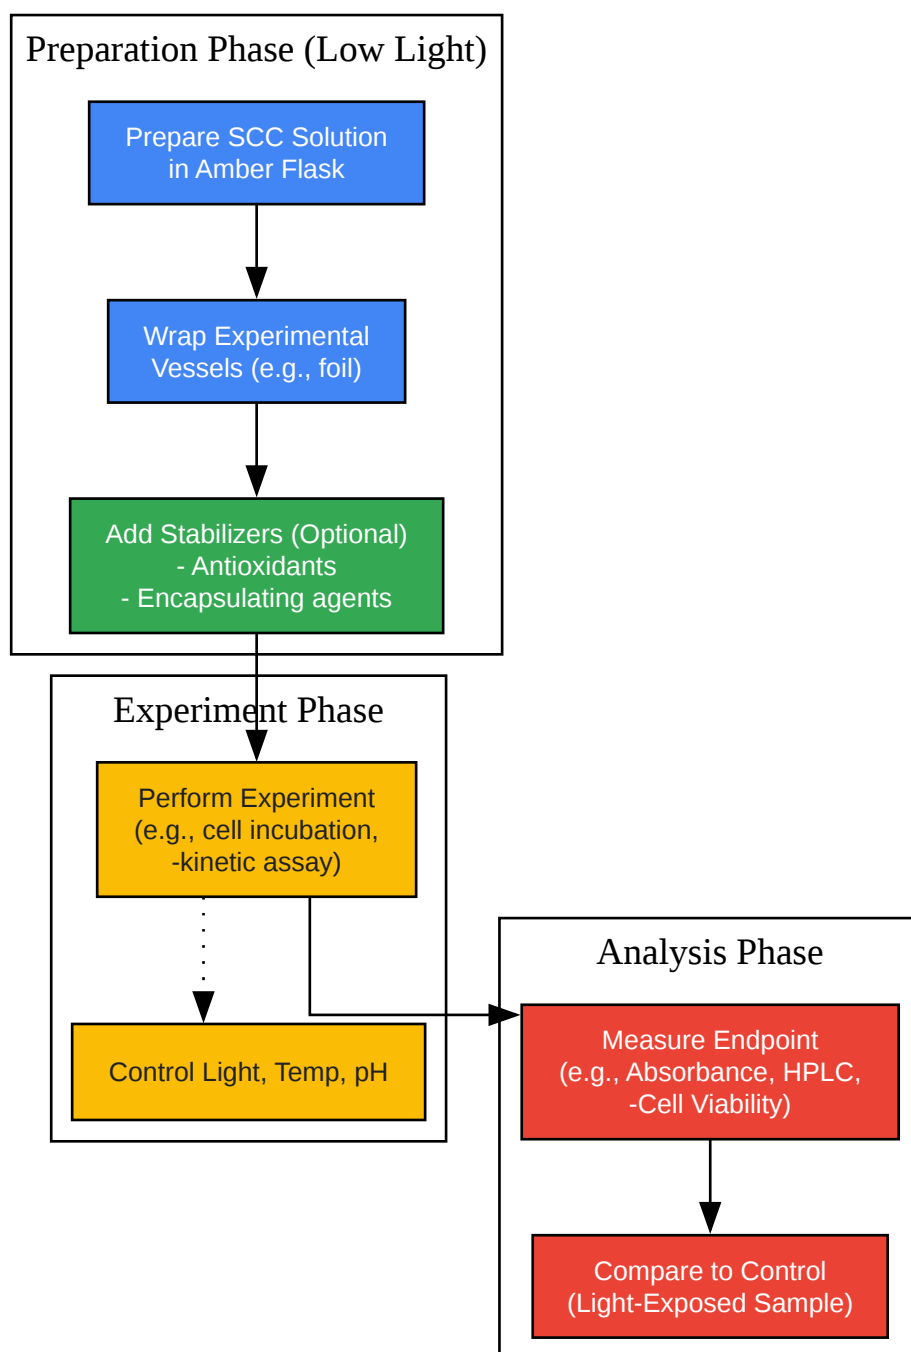 Preparation Phase (Low Light)
Prepare SCC Solution
in Amber Flask
Wrap Experimental
Vessels (e.g., foil)
Add Stabilizers (Optional)
- Antioxidants
- Encapsulating agents
Experiment Phase
Perform Experiment
(e.g., cell incubation,
-kinetic assay)
Control Light, Temp, pH
Analysis Phase
Measure Endpoint
(e.g., Absorbance, HPLC,
-Cell Viability)
Compare to Control
(Light-Exposed Sample)